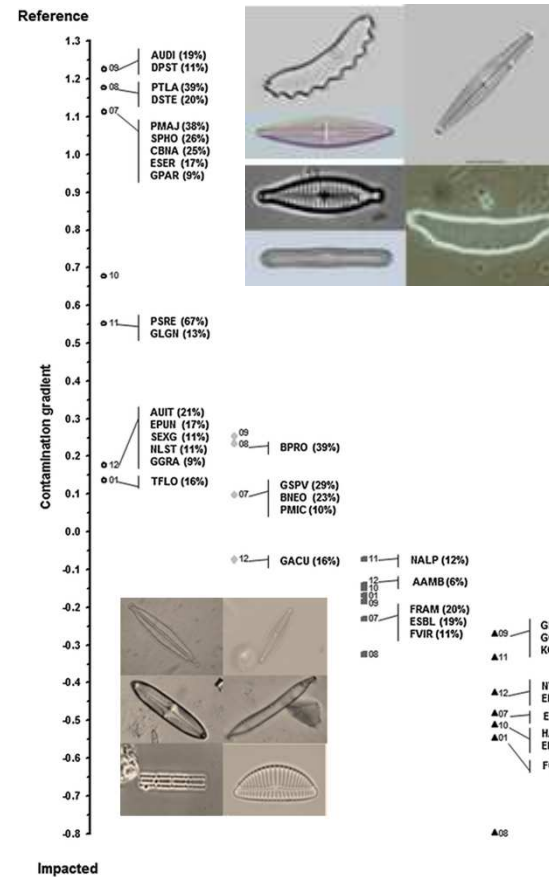 Reference
1.3
1.2
1.1
1.0
0.9
0.8
0.7
0.6
0.5
0.4
0.3
0.2
0.1
0.0
-0.1
-0.2
-0.3
-0.4
-0.5
-0.6
-0.7
-0.8
Contamination gradient
Impacted
09
AUDI (19%)
DPST (11%)
08
PTLA (39%)
DSTE (20%)
07
PMAJ (38%)
SPHO (26%)
CBNA (25%)
ESER (17%)
GPAR (9%)
10
11
PSRE (67%)
GLGN (13%)
12
AUIT (21%)
EPUN (17%)
SEXG (11%)
NLST (11%)
GGRA (9%)
01
TFLO (16%)
09
08
BPRO (39%)
07
GSPV (29%)
BNEO (23%)
PMIC (10%)
12
GACU (16%)
11
NALP (12%)
12
AAMB (6%)
10
01
09
07
FRAM (20%)
ESBL (19%)
FVIR (11%)
08
09
11
12
07
10
01
08